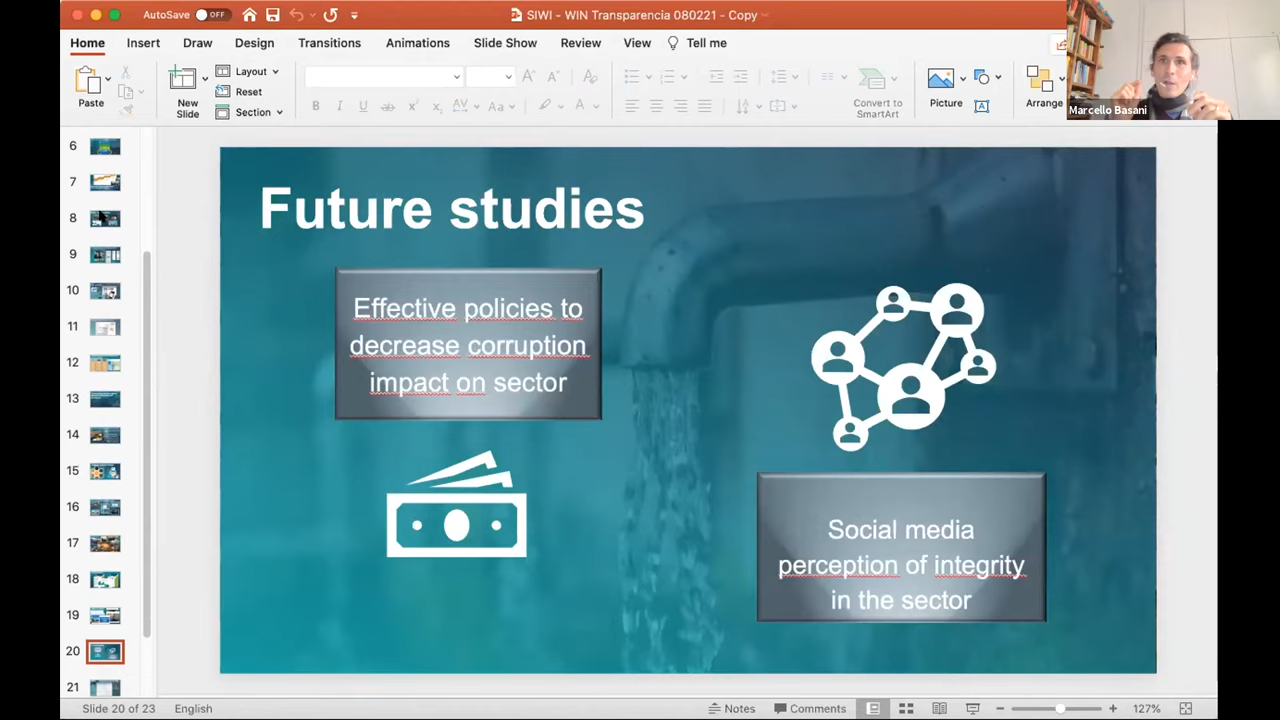 AutoSave OFF
SIWI - WIN Transparencia 080221 - Copy
Home Insert Draw Design Transitions Animations Slide Show Review View Tell me
Paste
New
Slide
Layout
Reset
Section
B I U
Aa
A
Convert to
SmartArt
Picture
Arrange
Marcello Basani
6
7
8
9
10
11
12
13
14
15
16
17
18
19
20
21
Future studies
Effective policies to
decrease corruption
impact on sector
Social media
perception of integrity
in the sector
Slide 20 of 23 English Notes Comments 127%